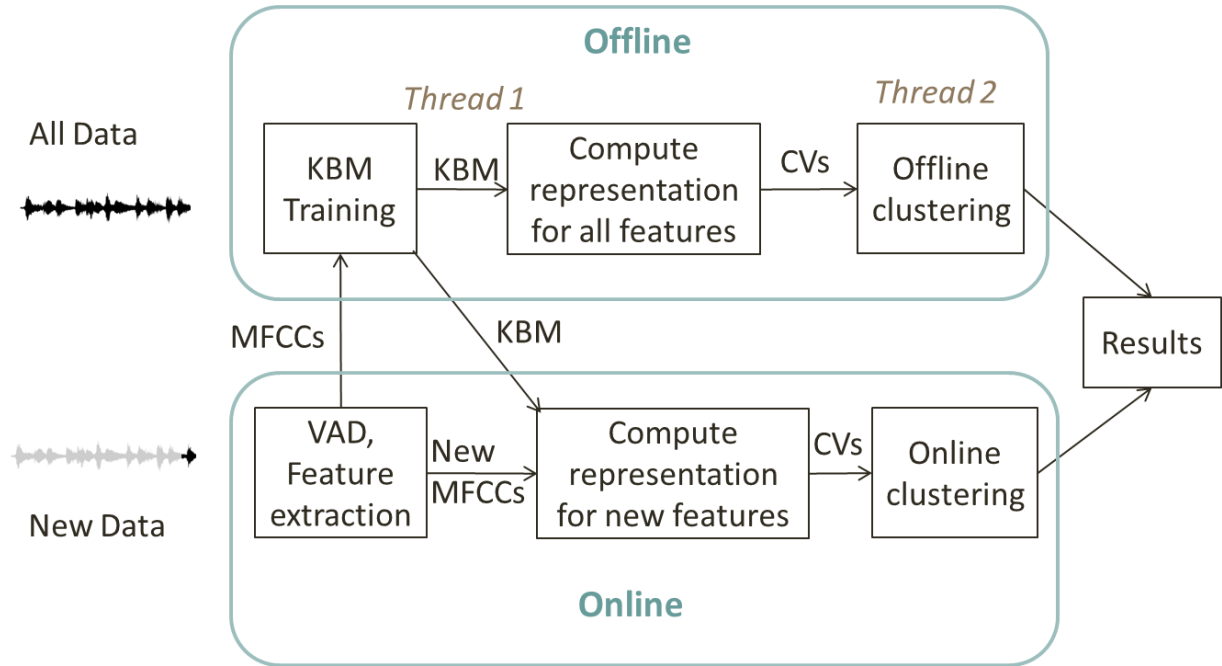 Offline
Thread 1
Thread 2
All Data
KBM
Training
KBM
Compute
representation
for all features
CVs
Offline
clustering
MFCCs
KBM
Results
VAD,
Feature
extraction
New
MFCCs
Compute
representation
for new features
CVs
Online
clustering
New Data
Online